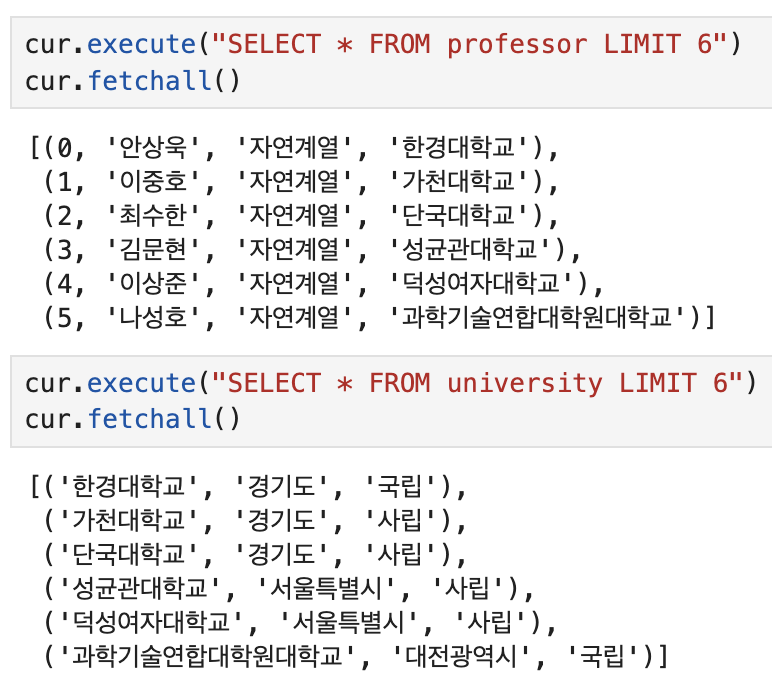 cur.execute("SELECT * FROM professor LIMIT 6")
cur.fetchall()
[(0, '안상욱', '자연계열', '한경대학교'),
(1, '이중호', '자연계열', '가천대학교'),
(2, '최수한', '자연계열', '단국대학교'),
(3, '김문현', '자연계열', '성균관대학교'),
(4, '이상준', '자연계열', '덕성여자대학교'),
(5, '나성호', '자연계열', '과학기술연합대학원대학교')]
cur.execute("SELECT * FROM university LIMIT 6")
cur.fetchall()
[('한경대학교', '경기도', '국립'),
('가천대학교', '경기도', '사립'),
('단국대학교', '경기도', '사립'),
('성균관대학교', '서울특별시', '사립'),
('덕성여자대학교', '서울특별시', '사립'),
('과학기술연합대학원대학교', '대전광역시', '국립')]